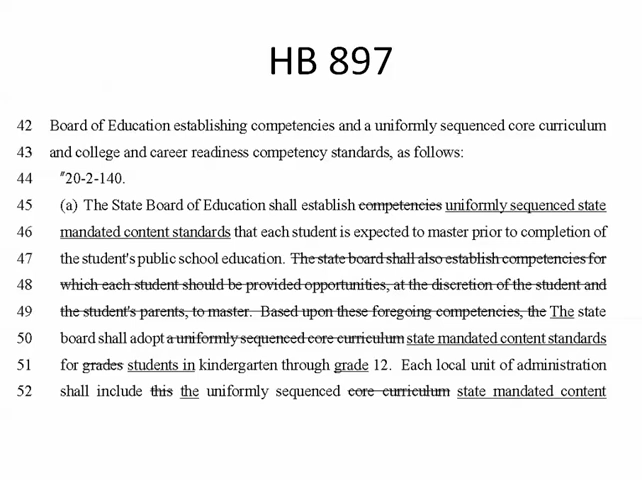 HB 897
42 Board of Education establishing competencies and a uniformly sequenced core curriculum
43 and college and career readiness competency standards, as follows:
44 "20-2-140.
45 (a) The State Board of Education shall establish competencies uniformly sequenced state
46 mandated content standards that each student is expected to master prior to completion of
47 the student's public school education. The state board shall also establish competencies for
48 which each student should be provided opportunities, at the discretion of the student and
49 the student's parents, to master. Based upon these foregoing competencies, the The state
50 board shall adopt a uniformly sequenced core curriculum state mandated content standards
51 for grades students in kindergarten through grade 12. Each local unit of administration
52 shall include this the uniformly sequenced core curriculum state mandated content